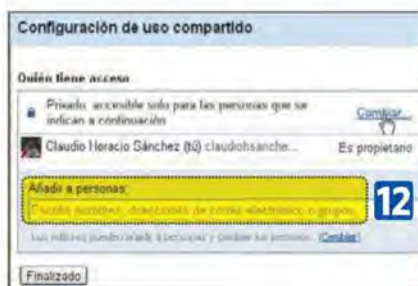 Configuración de uso compartido
Quién tiene acceso
Privado accesible solo para las personas que se
indican a continuación
Cambiar...
Claudio Horacio Sánchez (tú) claudiohsanche... Es propietario
Añadir a personas:
Escribe nombres, direcciones de correo electrónico o grupos
12
Los editores pueden añadir a personas y cambiar los permisos. [Cambiar]
Finalizado